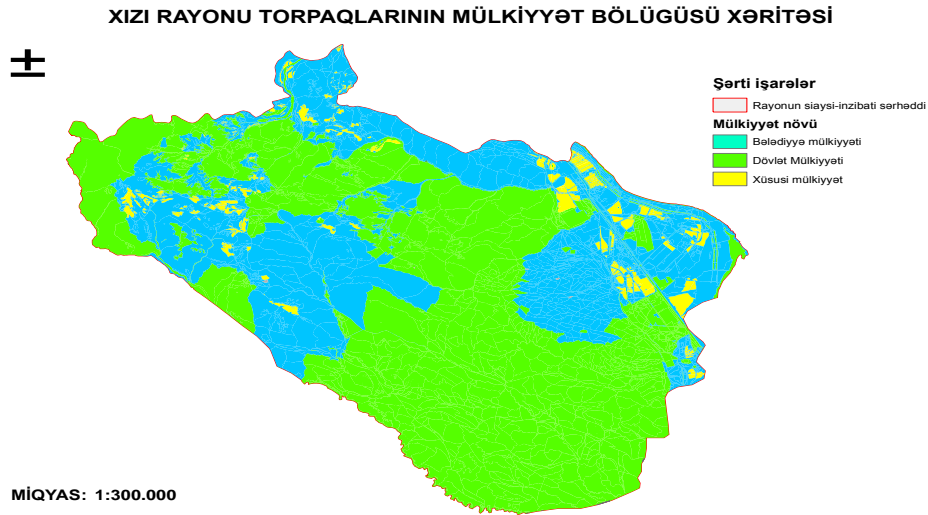 XIZI RAYONU TORPAQLARININ MÜLKİYYƏT BÖLÜGÜSÜ XƏRİTƏSİ
Şərti işarələr
Rayonun siaysi-inzibati sərhəddi
Mülkiyyət növü
Bələdiyyə mülkiyyəti
Dövlət Mülkiyyəti
Xüsusi mülkiyyət
MİQYAS: 1:300.000